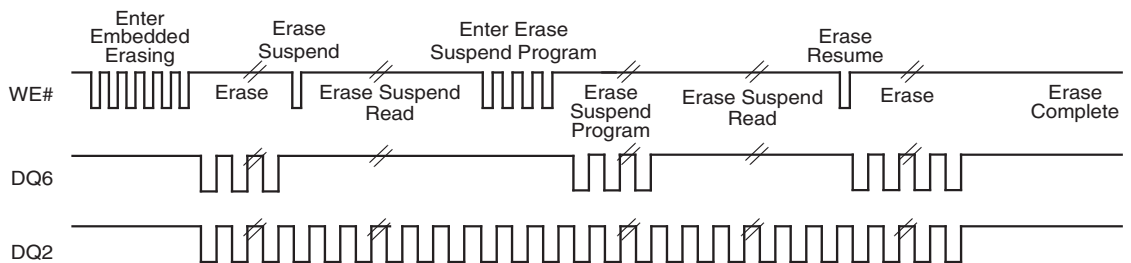 Enter
Embedded
Erasing
Erase
Suspend
Enter Erase
Suspend Program
Erase
Resume
WE#
Erase
Erase Suspend
Read
Erase
Suspend
Program
Erase Suspend
Read
Erase
Erase
Complete
DQ6
DQ2